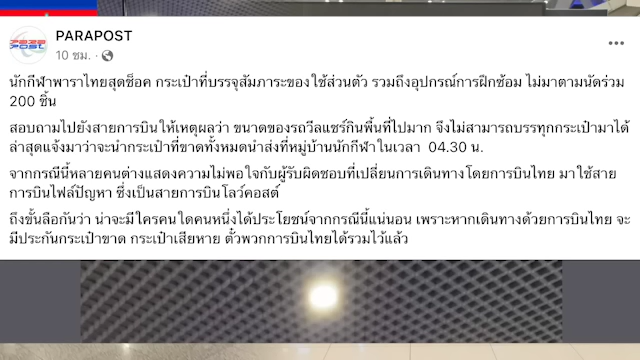 PARAPOST
10 ชม. ·
นักกีฬาพาราไทยสุดช็อค กระเป๋าที่บรรจุสัมภาระของใช้ส่วนตัว รวมถึงอุปกรณ์การฝึกซ้อม ไม่มาตามนัดร่วม
200 ชิ้น
สอบถามไปยังสายการบินให้เหตุผลว่า ขนาดของรถวีลแชร์กินพื้นที่ไปมาก จึงไม่สามารถบรรทุกกระเป๋ามาได้
ล่าสุดแจ้งมาว่าจะนำกระเป๋าที่ขาดทั้งหมดนำส่งที่หมู่บ้านนักกีฬาในเวลา 04.30 น.
จากกรณีนี้หลายคนต่างแสดงความไม่พอใจกับผู้รับผิดชอบที่เปลี่ยนการเดินทางโดยการบินไทย มาใช้สาย
การบินไฟล์ปัญหา ซึ่งเป็นสายการบินโลว์คอสต์
ถึงขั้นลือกันว่า น่าจะมีใครคนใดคนหนึ่งได้ประโยชน์จากกรณีนี้แน่นอน เพราะหากเดินทางด้วยการบินไทย จะ
มีประกันกระเป๋าขาด กระเป๋าเสียหาย ตั๋วพวกการบินไทยได้รวมไว้แล้ว